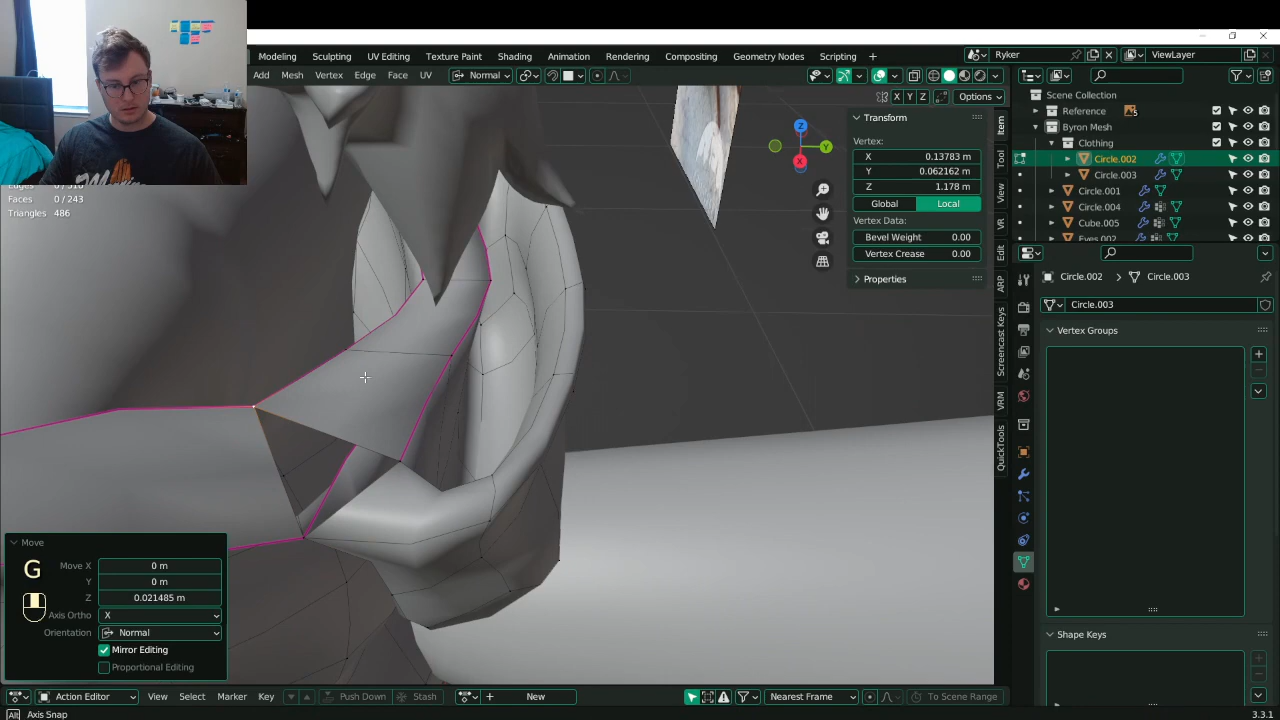 Modeling Sculpting UV Editing Texture Paint Shading Animation Rendering Compositing Geometry Nodes Scripting +
Ryker
ViewLayer
Add Mesh Vertex Edge Face UV
Normal
X Y Z
Options
Scene Collection
Reference
5
Byron Mesh
Clothing
Circle.002
Circle.003
Circle.001
Circle.004
Cube.005
Eyes.002
Faces 0/243
Triangles 486
Z
Y
X
Transform
Vertex:
X 0.13783 m
Y 0.062162 m
Z 1.178 m
Global Local
Vertex Data:
Bevel Weight 0.00
Vertex Crease 0.00
Properties
Item
Tool
View
VR
Edit
ARP
Screencast Keys
VRM
QuickTools
Circle.002 > Circle.003
Circle.003
Vertex Groups
Shape Keys
Move
G
Move X 0 m
Y 0 m
Z 0.021485 m
Axis Ortho X
Orientation Normal
Mirror Editing
Proportional Editing
Action Editor
View Select Marker Key
Push Down
Stash
+ New
Nearest Frame
To Scene Range
Alt Axis Snap
3.3.1